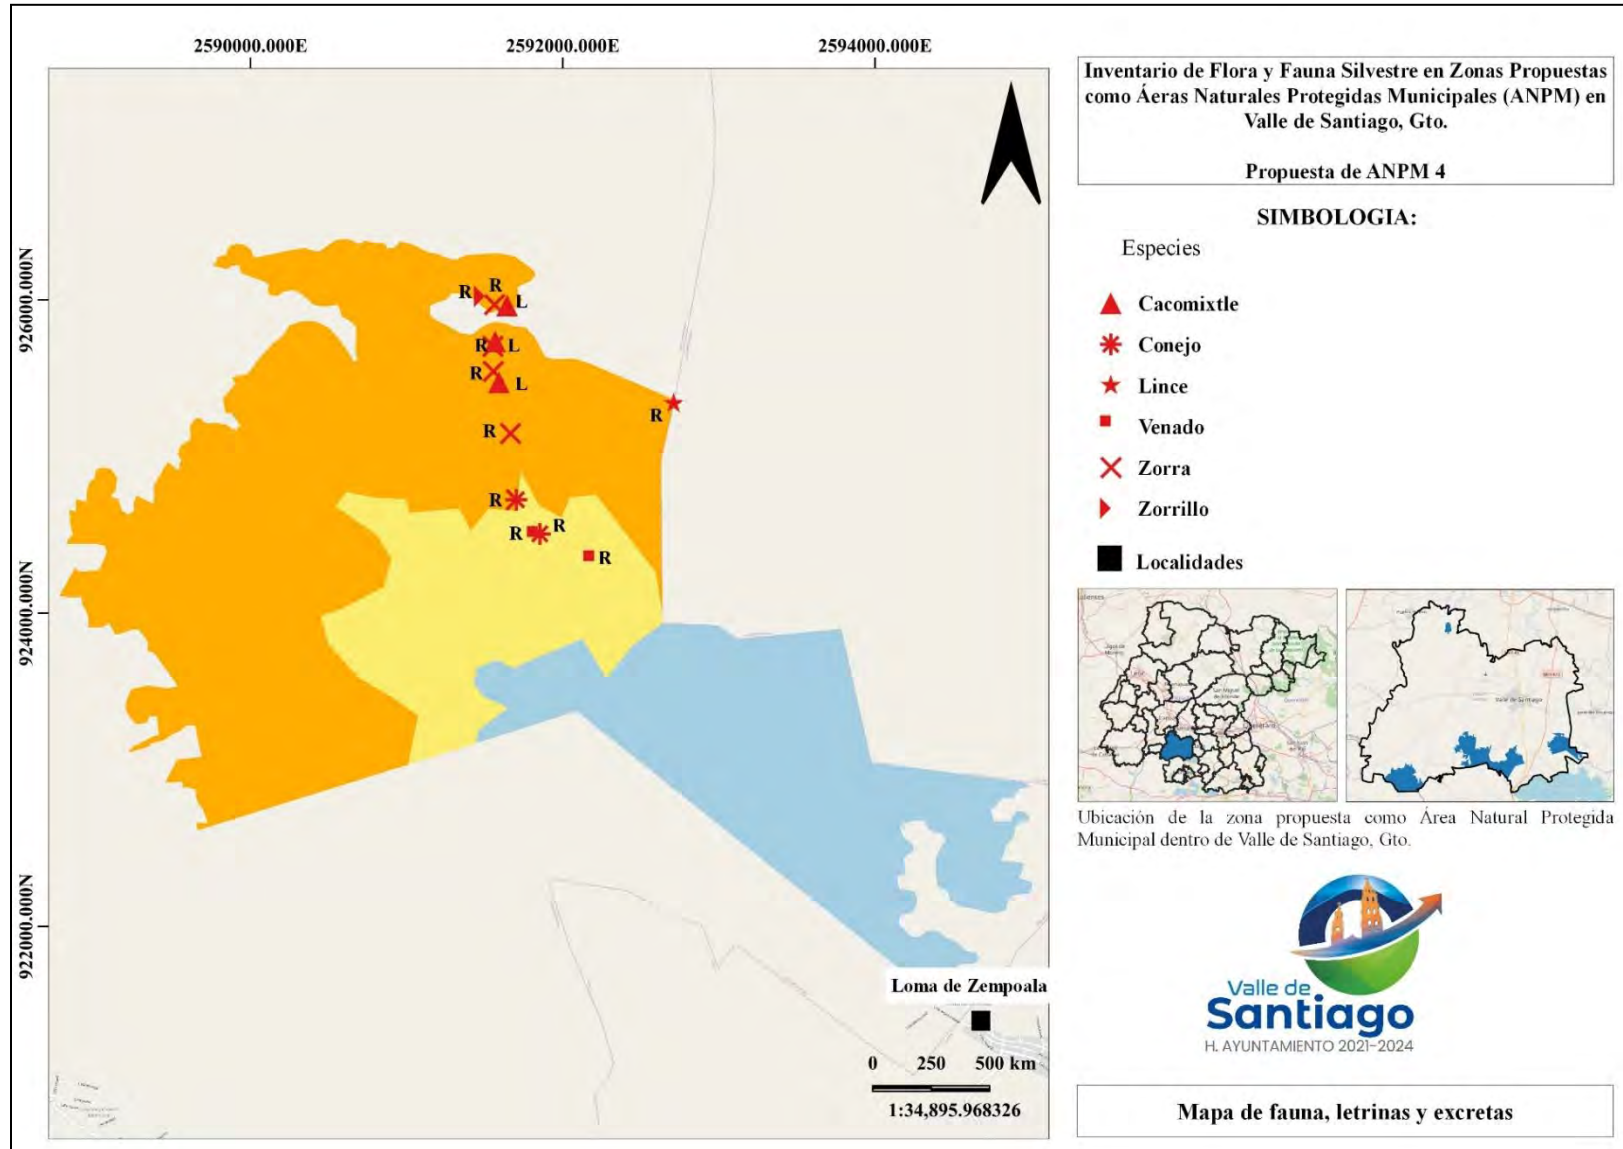 2590000.000E
2592000.000E
2594000.000E
926000.000N
924000.000N
922000.000N
R
R
L
R
L
R
L
R
R
R
R
R
R
Loma de Zempoala
0 250 500 km
1:34,895.968326
Inventario de Flora y Fauna Silvestre en Zonas Propuestas
como Áeras Naturales Protegidas Municipales (ANPM) en
Valle de Santiago, Gto.
Propuesta de ANPM 4
SIMBOLOGIA:
Especies
Cacomixtle
Conejo
Lince
Venado
Zorra
Zorrillo
Localidades
Valle de Santiago
Ubicación de la zona propuesta como Área Natural Protegida
Municipal dentro de Valle de Santiago, Gto.
Valle de
Santiago
H. AYUNTAMIENTO 2021-2024
Mapa de fauna, letrinas y excretas